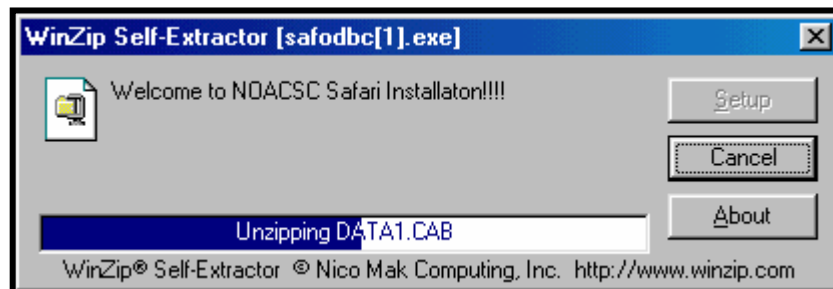 WinZip Self-Extractor [safodbc[1].exe]
Welcome to NOACSC Safari Installaton!!!!
Setup
Cancel
Unzipping DATA1.CAB
About
WinZip® Self-Extractor © Nico Mak Computing, Inc. http://www.winzip.com